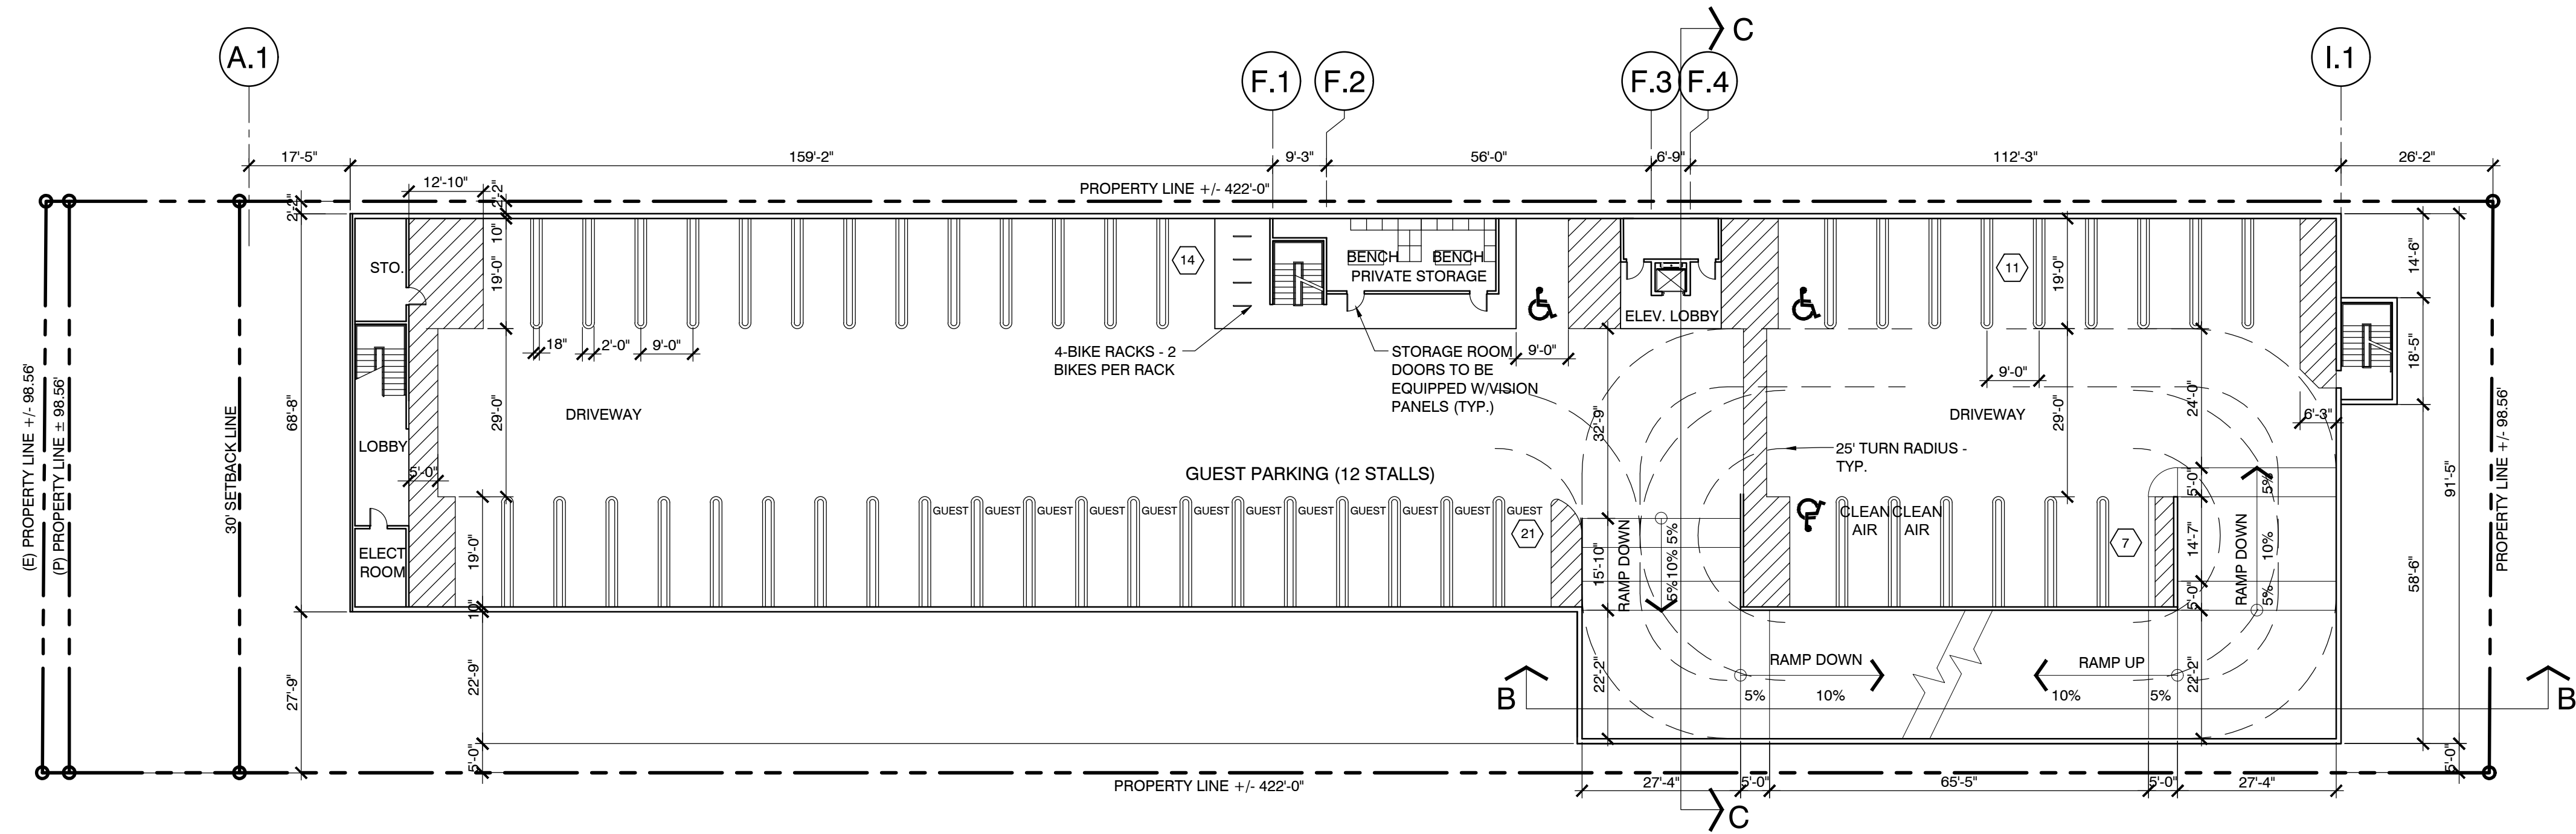 C
A.1
F.1
F.2
F.3
F.4
I.1
17'-5"
159'-2"
9'-3"
56'-0"
6'-9"
112'-3"
26'-2"
12'-10"
2'-2"
2'-2"
PROPERTY LINE +/- 422'-0"
10"
19'-0"
STO.
14
BENCH
BENCH
PRIVATE STORAGE
ELEV. LOBBY
11
19'-0"
14'-6"
18'-5"
18"
2'-0"
9'-0"
4-BIKE RACKS - 2
BIKES PER RACK
STORAGE ROOM
DOORS TO BE
EQUIPPED W/VISION
PANELS (TYP.)
9'-0"
9'-0"
(E) PROPERTY LINE +/- 98.56'
(P) PROPERTY LINE ± 98.56'
30' SETBACK LINE
68'-8"
DRIVEWAY
29'-0"
32'-9"
29'-0"
DRIVEWAY
24'-0"
6'-3"
LOBBY
5'-0"
25' TURN RADIUS -
TYP.
GUEST PARKING (12 STALLS)
PROPERTY LINE +/- 98.56'
91'-5"
GUEST
GUEST
GUEST
GUEST
GUEST
GUEST
GUEST
GUEST
GUEST
GUEST
GUEST
GUEST
21
CLEAN
AIR
CLEAN
AIR
7
ELECT
ROOM
19'-0"
10"
15'-10"
RAMP DOWN
5%
10%
5%
5'-0"
14'-7"
5'-0"
RAMP DOWN
5%
10%
5%
58'-6"
27'-9"
22'-9"
5'-0"
22'-2"
RAMP DOWN
5%
10%
RAMP UP
10%
5%
22'-2"
B
B
5'-0"
PROPERTY LINE +/- 422'-0"
27'-4"
5'-0"
65'-5"
5'-0"
27'-4"
C